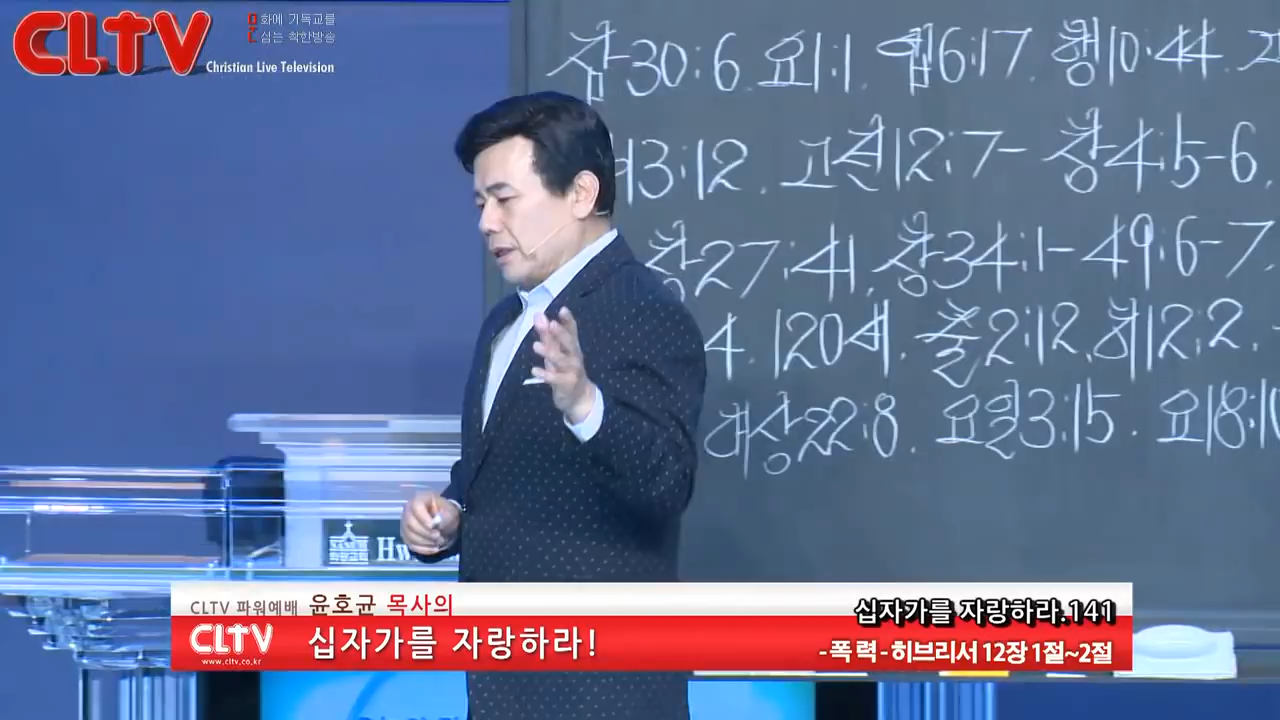 CLTV
문화에 기독교를
심는 착한방송
Christian Live Television
잠30:6. 요1:1. 엡6:17. 행10:44.
3:12. 고전12:7- 창4:5-6.
창27:41. 창34:1-49:6-7.
4. 120세. 출2:12. 히12:2.
대상22:8. 요일3:15. 요18:10
CLTV 파워예배 윤호균 목사의
십자가를 자랑하라.141
CLTV
www.cltv.co.kr
십자가를 자랑하라!
-폭력-히브리서 12장 1절~2절